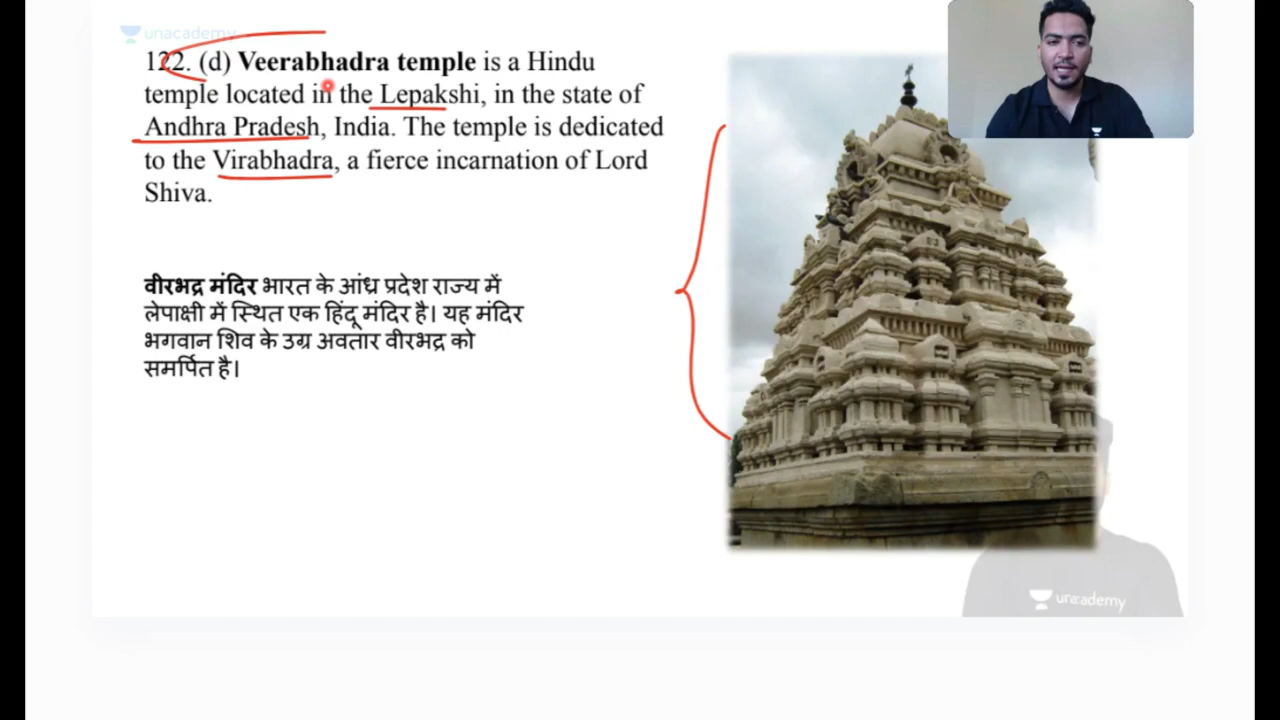 unacademy
122. (d) Veerabhadra temple is a Hindu
temple located in the Lepakshi, in the state of
Andhra Pradesh, India. The temple is dedicated
to the Virabhadra, a fierce incarnation of Lord
Shiva.
वीरभद्र मंदिर भारत के आंध्र प्रदेश राज्य में
लेपाक्षी में स्थित एक हिंदू मंदिर है। यह मंदिर
भगवान शिव के उग्र अवतार वीरभद्र को
समर्पित है।
unacademy